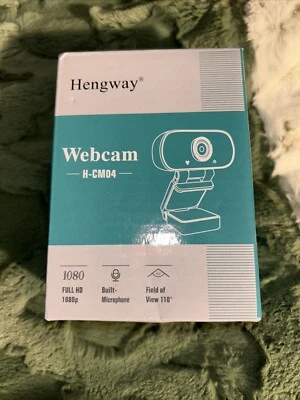 Hengway®
Webcam
H-CM04
1080
FULL HD
1080p
Built-
Microphone
Field of
View 110°